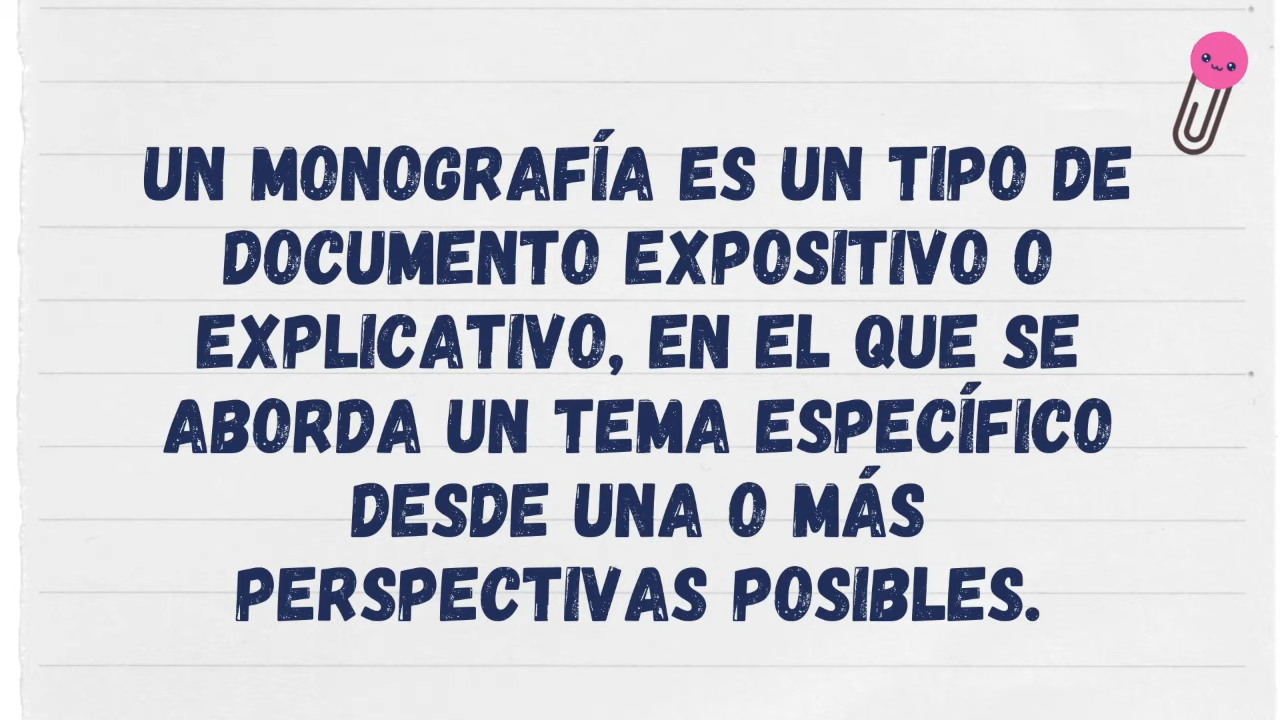 UN MONOGRAFÍA ES UN TIPO DE
DOCUMENTO EXPOSITIVO O
EXPLICATIVO, EN EL QUE SE
ABORDA UN TEMA ESPECÍFICO
DESDE UNA O MÁS
PERSPECTIVAS POSIBLES.